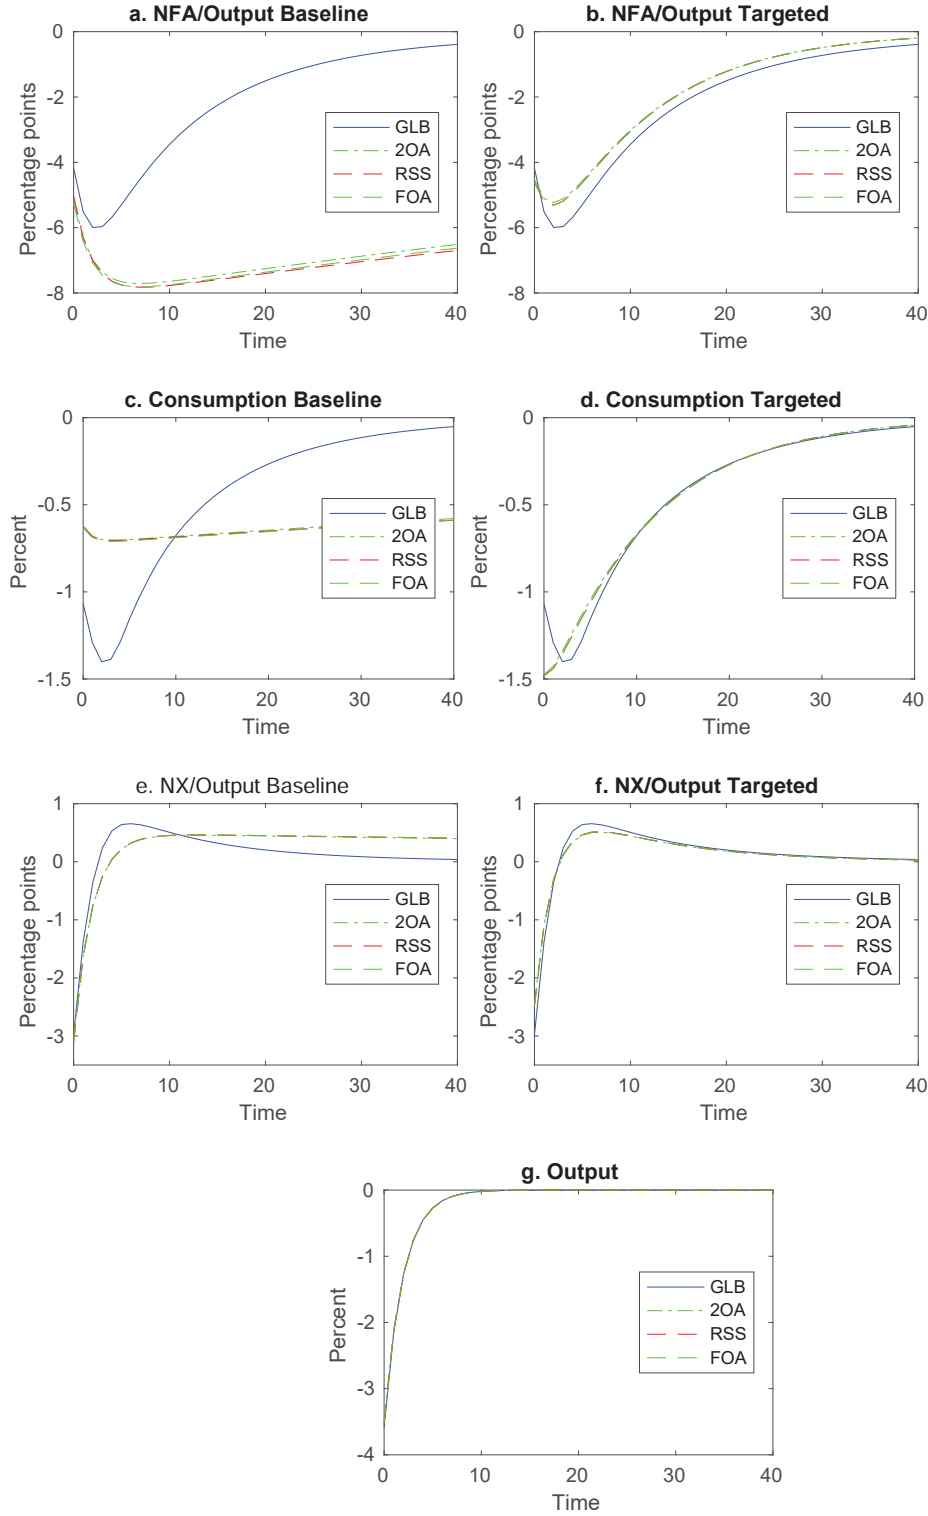 a. NFA/Output Baseline
0
-2
-4
-6
-8
Percentage points
GLB
2OA
RSS
FOA
0 10 20 30 40
Time
b. NFA/Output Targeted
0
-2
-4
-6
-8
Percentage points
GLB
2OA
RSS
FOA
0 10 20 30 40
Time
c. Consumption Baseline
0
-0.5
-1
-1.5
Percent
GLB
2OA
RSS
FOA
0 10 20 30 40
Time
d. Consumption Targeted
0
-0.5
-1
-1.5
Percent
GLB
2OA
RSS
FOA
0 10 20 30 40
Time
e. NX/Output Baseline
1
0
-1
-2
-3
Percentage points
GLB
2OA
RSS
FOA
0 10 20 30 40
Time
f. NX/Output Targeted
1
0
-1
-2
-3
Percentage points
GLB
2OA
RSS
FOA
0 10 20 30 40
Time
g. Output
0
-1
-2
-3
-4
Percent
GLB
2OA
RSS
FOA
0 10 20 30 40
Time